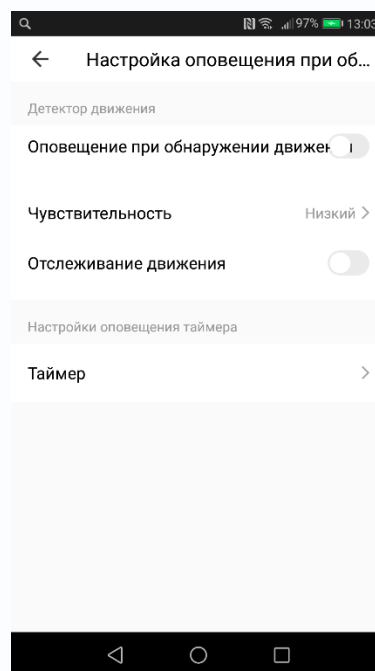 97% 13:03
Настройка оповещения при об...
Детектор движения
Оповещение при обнаружении движен
Чувствительность Низкий >
Отслеживание движения
Настройки оповещения таймера
Таймер >